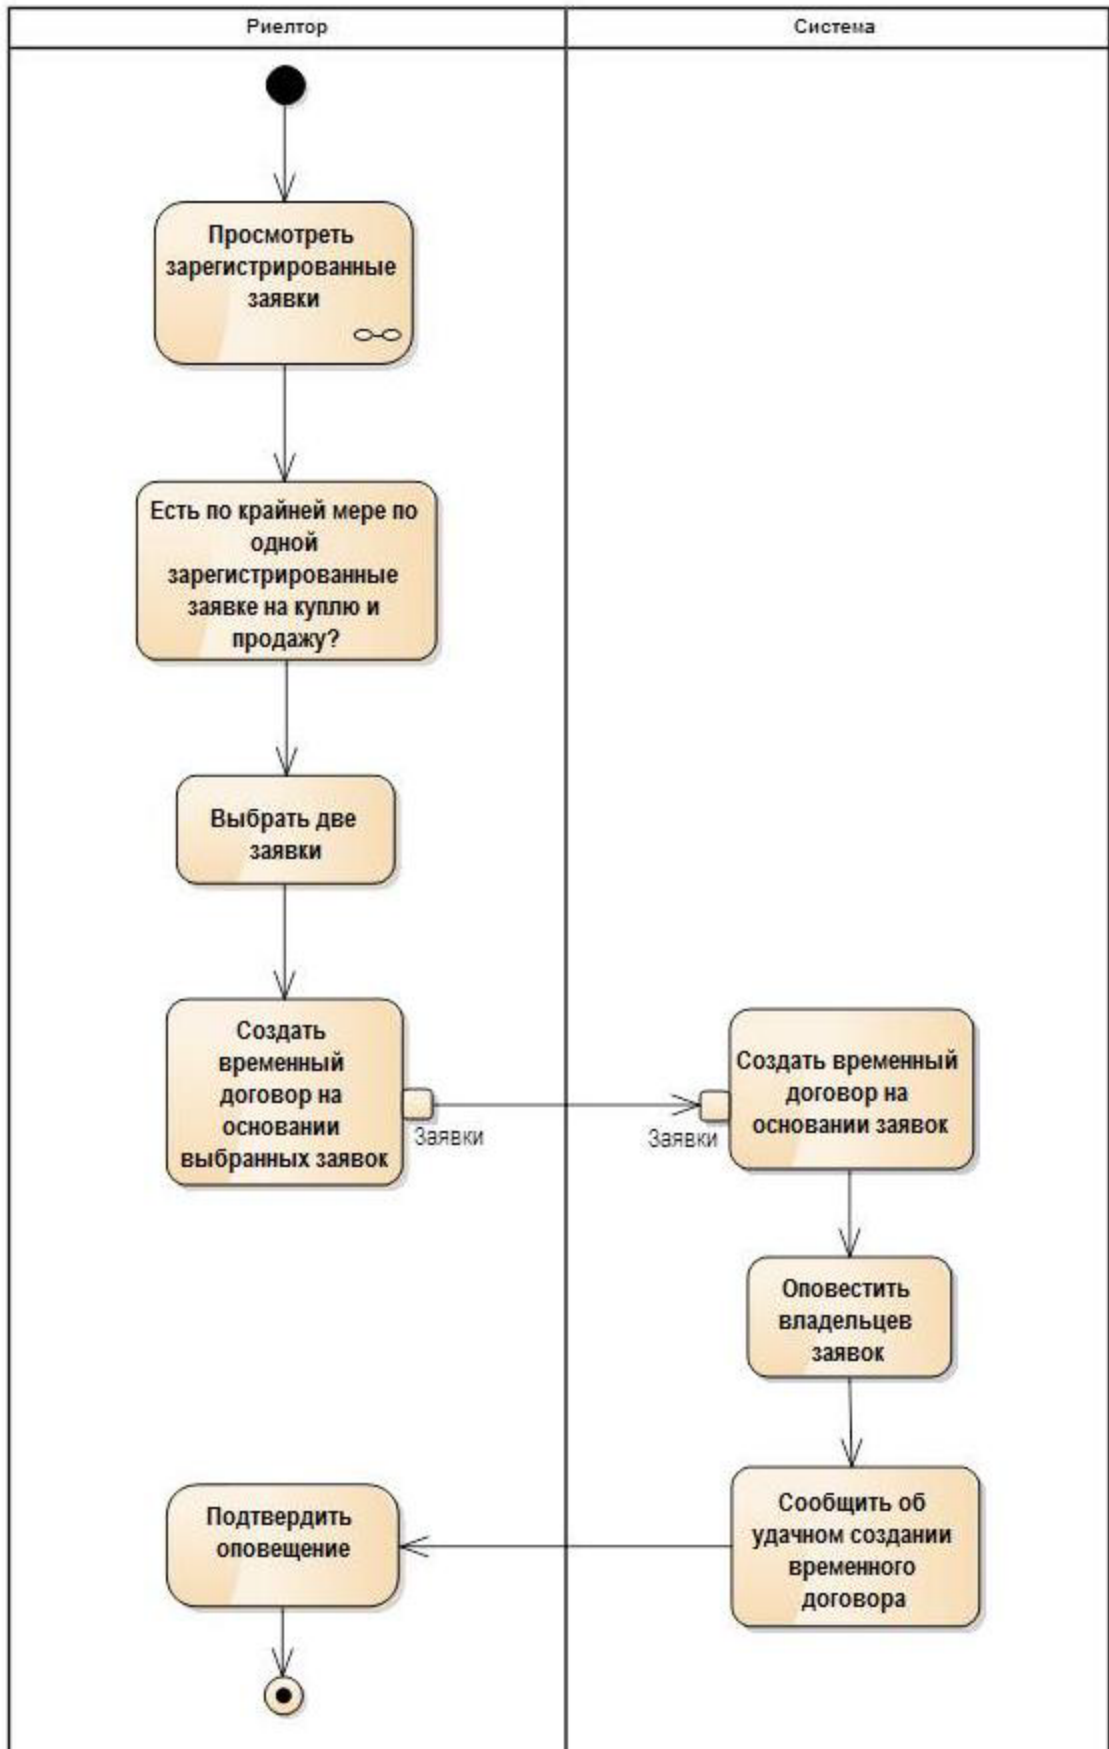 Риелтор
Система
Просмотреть
зарегистрированные
заявки
Есть по крайней мере по
одной
зарегистрированные
заявке на куплю и
продажу?
Выбрать две
заявки
Создать
временный
договор на
основании
выбранных заявок
Заявки
Заявки
Создать временный
договор на
основании заявок
Оповестить
владельцев
заявок
Сообщить об
удачном создании
временного
договора
Подтвердить
оповещение